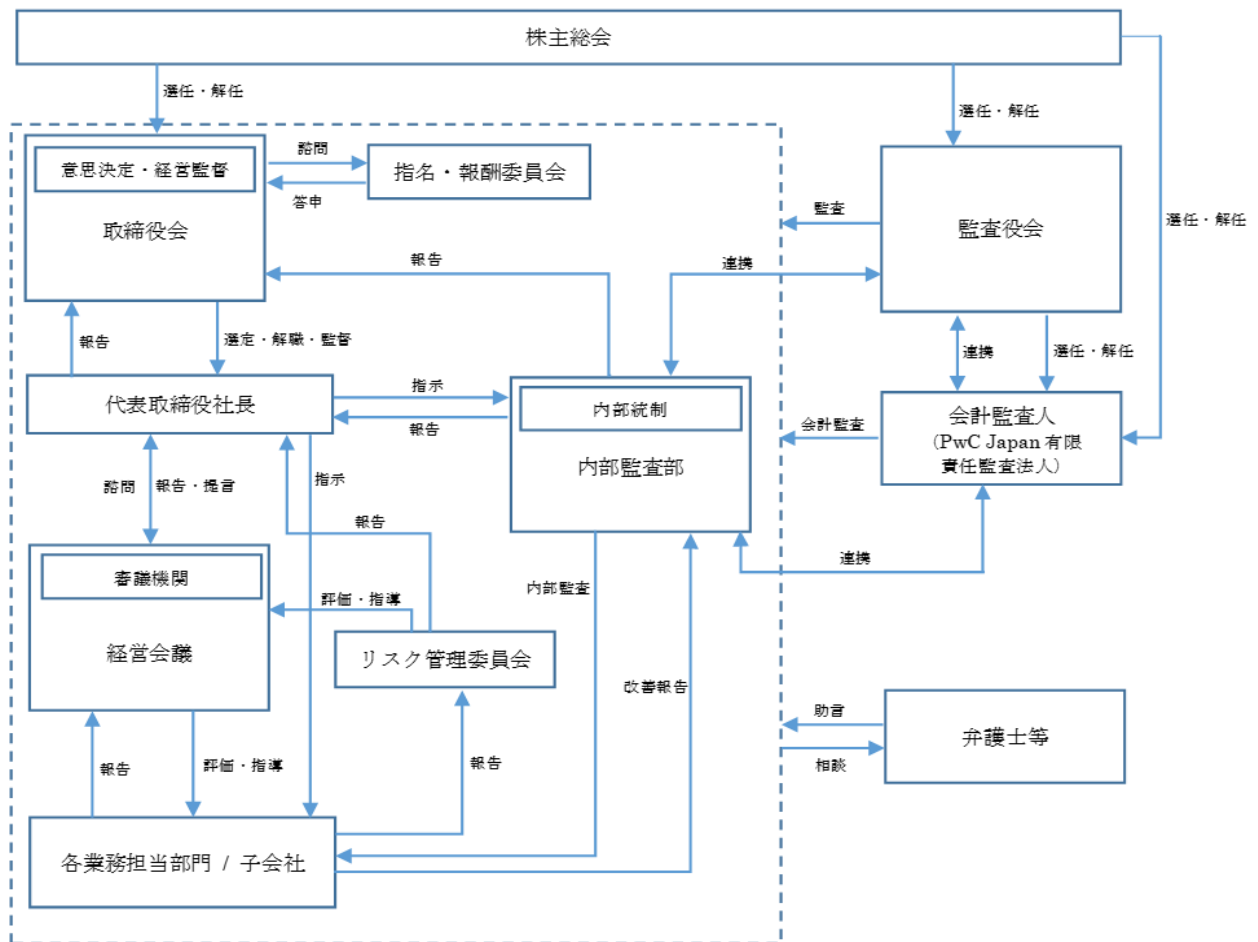 株主総会
選任・解任
選任・解任
選任・解任
意思決定・経営監督
取締役会
諮問
答申
指名・報酬委員会
監査
監査役会
報告
連携
報告
選定・解職・監督
連携
選任・解任
代表取締役社長
指示
報告
内部統制
内部監査部
会計監査
会計監査人
(PwC Japan 有限
責任監査法人)
諮問
報告・提言
指示
報告
連携
審議機関
経営会議
評価・指導
内部監査
リスク管理委員会
改善報告
報告
評価・指導
報告
助言
相談
弁護士等
各業務担当部門 / 子会社